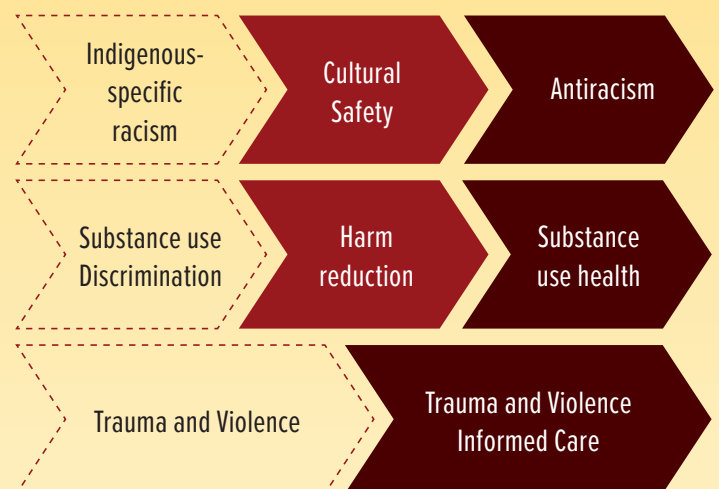 Indigenous-
specific
racism
Cultural
Safety
Antiracism
Substance use
Discrimination
Harm
reduction
Substance
use health
Trauma and Violence
Trauma and Violence
Informed Care